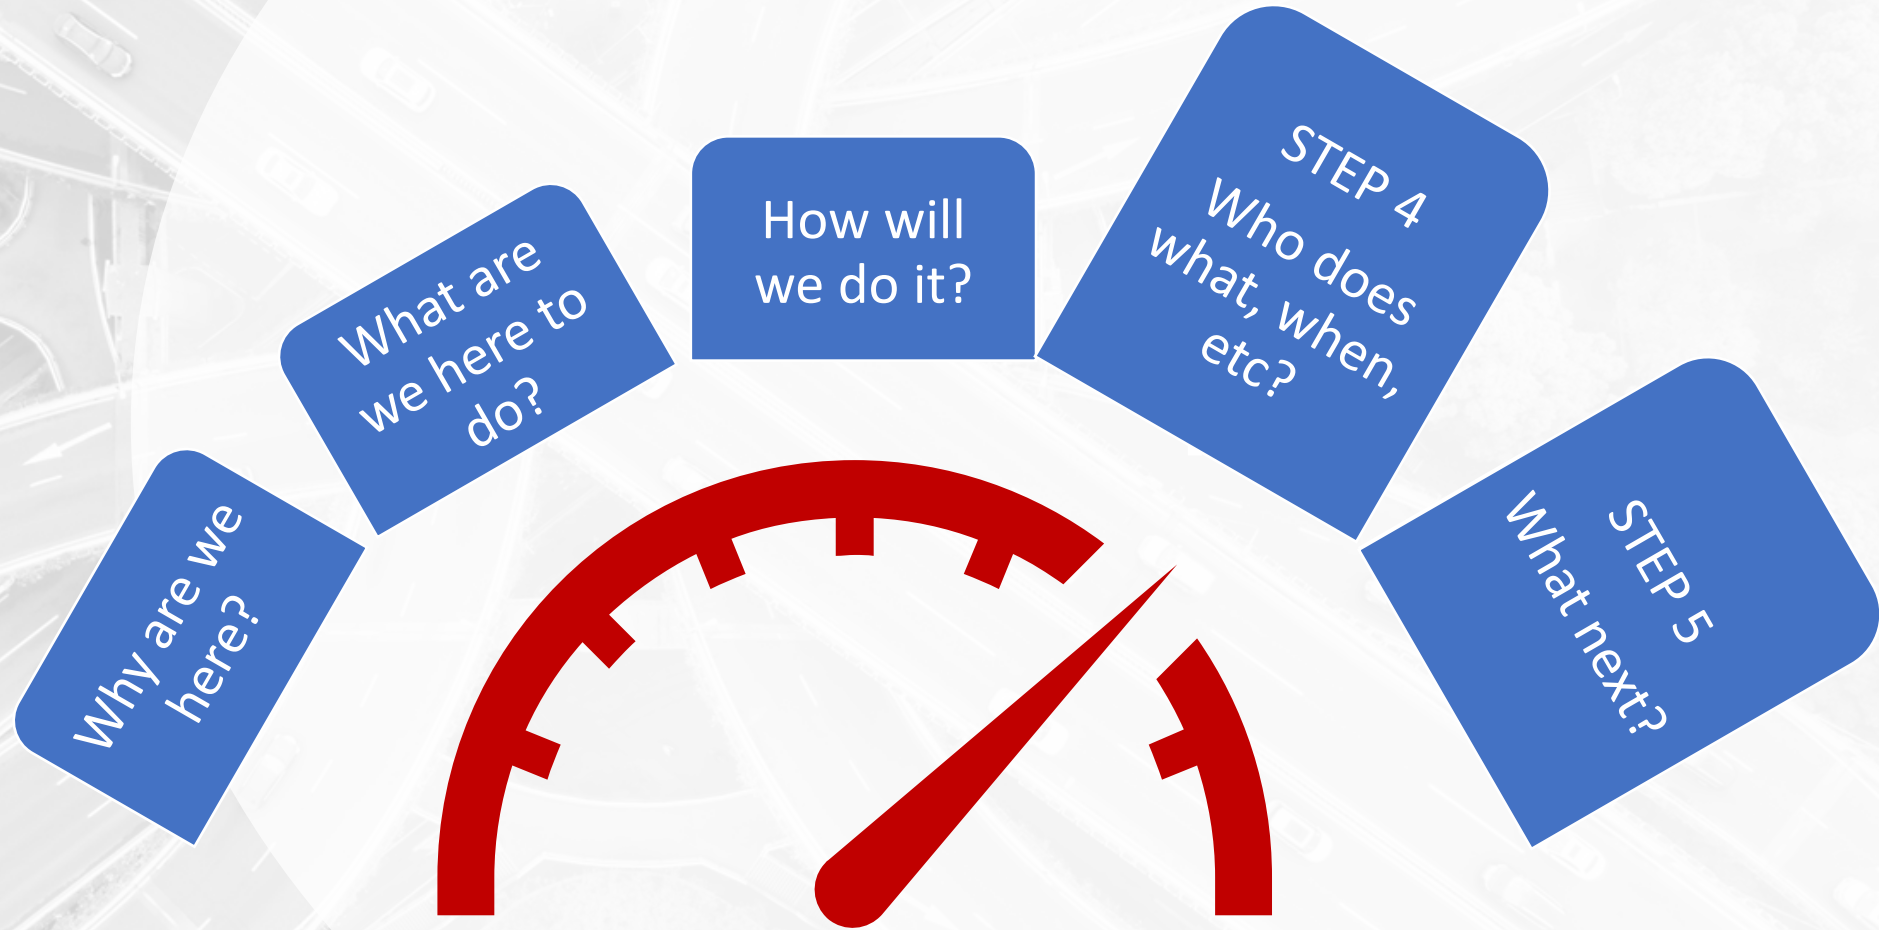 Why are we
here?
What are
we here to
do?
How will
we do it?
STEP 4
Who does
what, when,
etc?
STEP 5
What next?